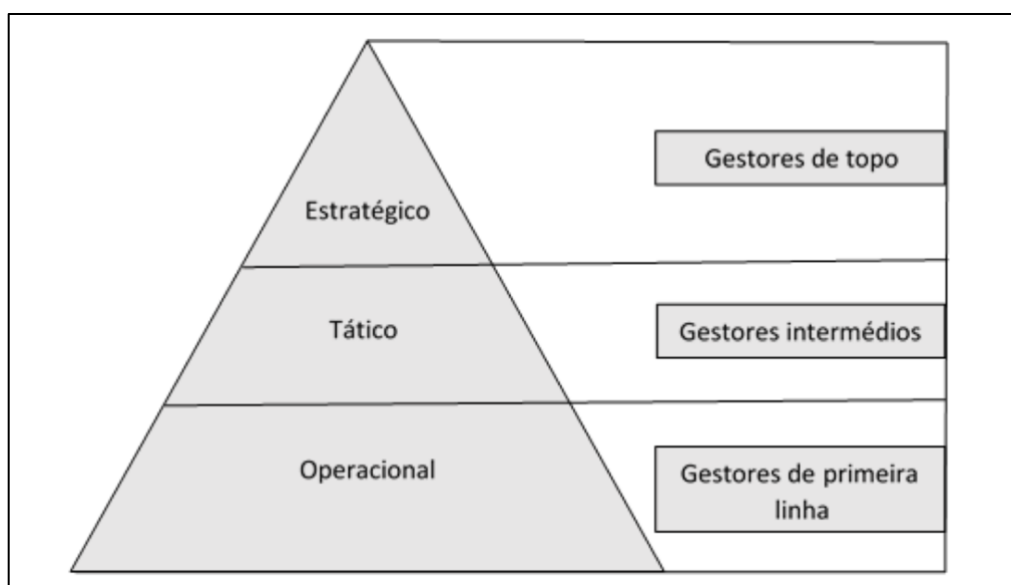 Gestores de topo
Estratégico
Gestores intermédios
Tático
Operacional
Gestores de primeira
linha